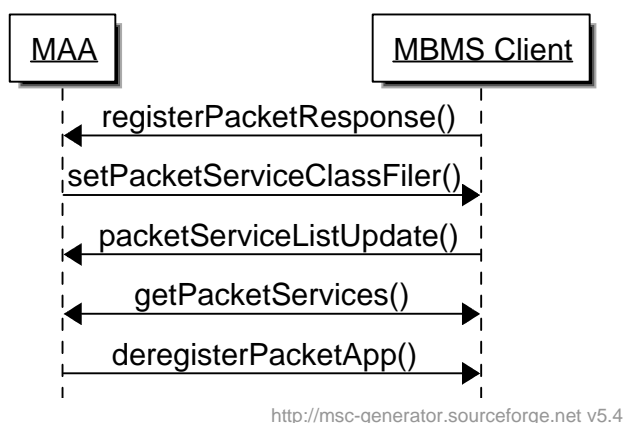 MAA
MBMS Client
registerPacketResponse()
setPacketServiceClassFiler()
packetServiceListUpdate()
getPacketServices()
deregisterPacketApp()
http://msc-generator.sourceforge.net v5.4